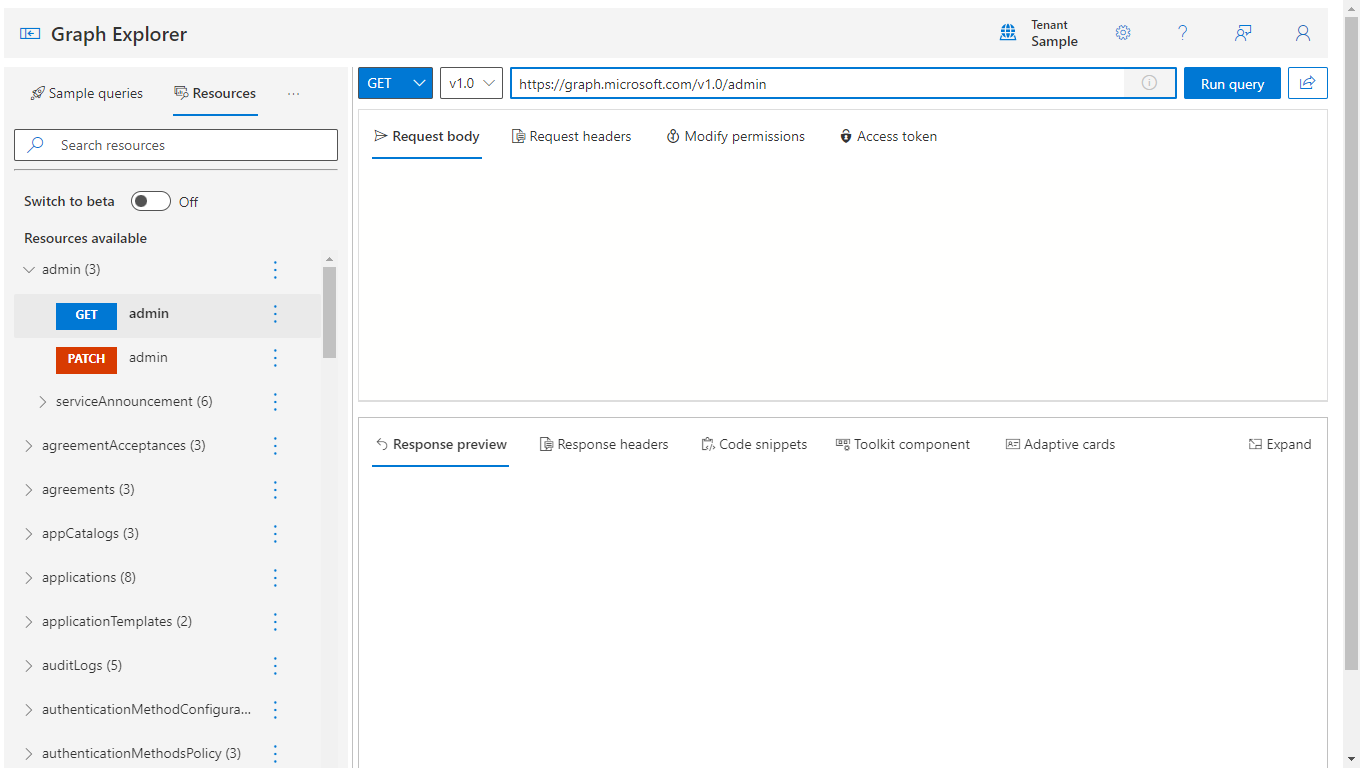 Graph Explorer
Tenant
Sample
Sample queries
Resources
Search resources
Switch to beta
Off
Resources available
admin (3)
GET admin
PATCH admin
serviceAnnouncement (6)
agreementAcceptances (3)
agreements (3)
appCatalogs (3)
applications (8)
applicationTemplates (2)
auditLogs (5)
authenticationMethodConfigura...
authenticationMethodsPolicy (3)
GET
v1.0
https://graph.microsoft.com/v1.0/admin
Run query
Request body
Request headers
Modify permissions
Access token
Response preview
Response headers
Code snippets
Toolkit component
Adaptive cards
Expand